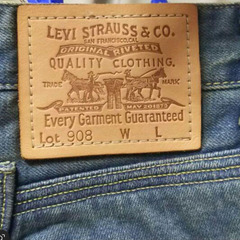 LEVI STRAUSS & CO.
SAN FRANCISCO, CAL.
ORIGINAL RIVETED
QUALITY CLOTHING.
TRADE MARK
PATENTED MAY 20 1873
Every Garment Guaranteed
Lot 908 W L